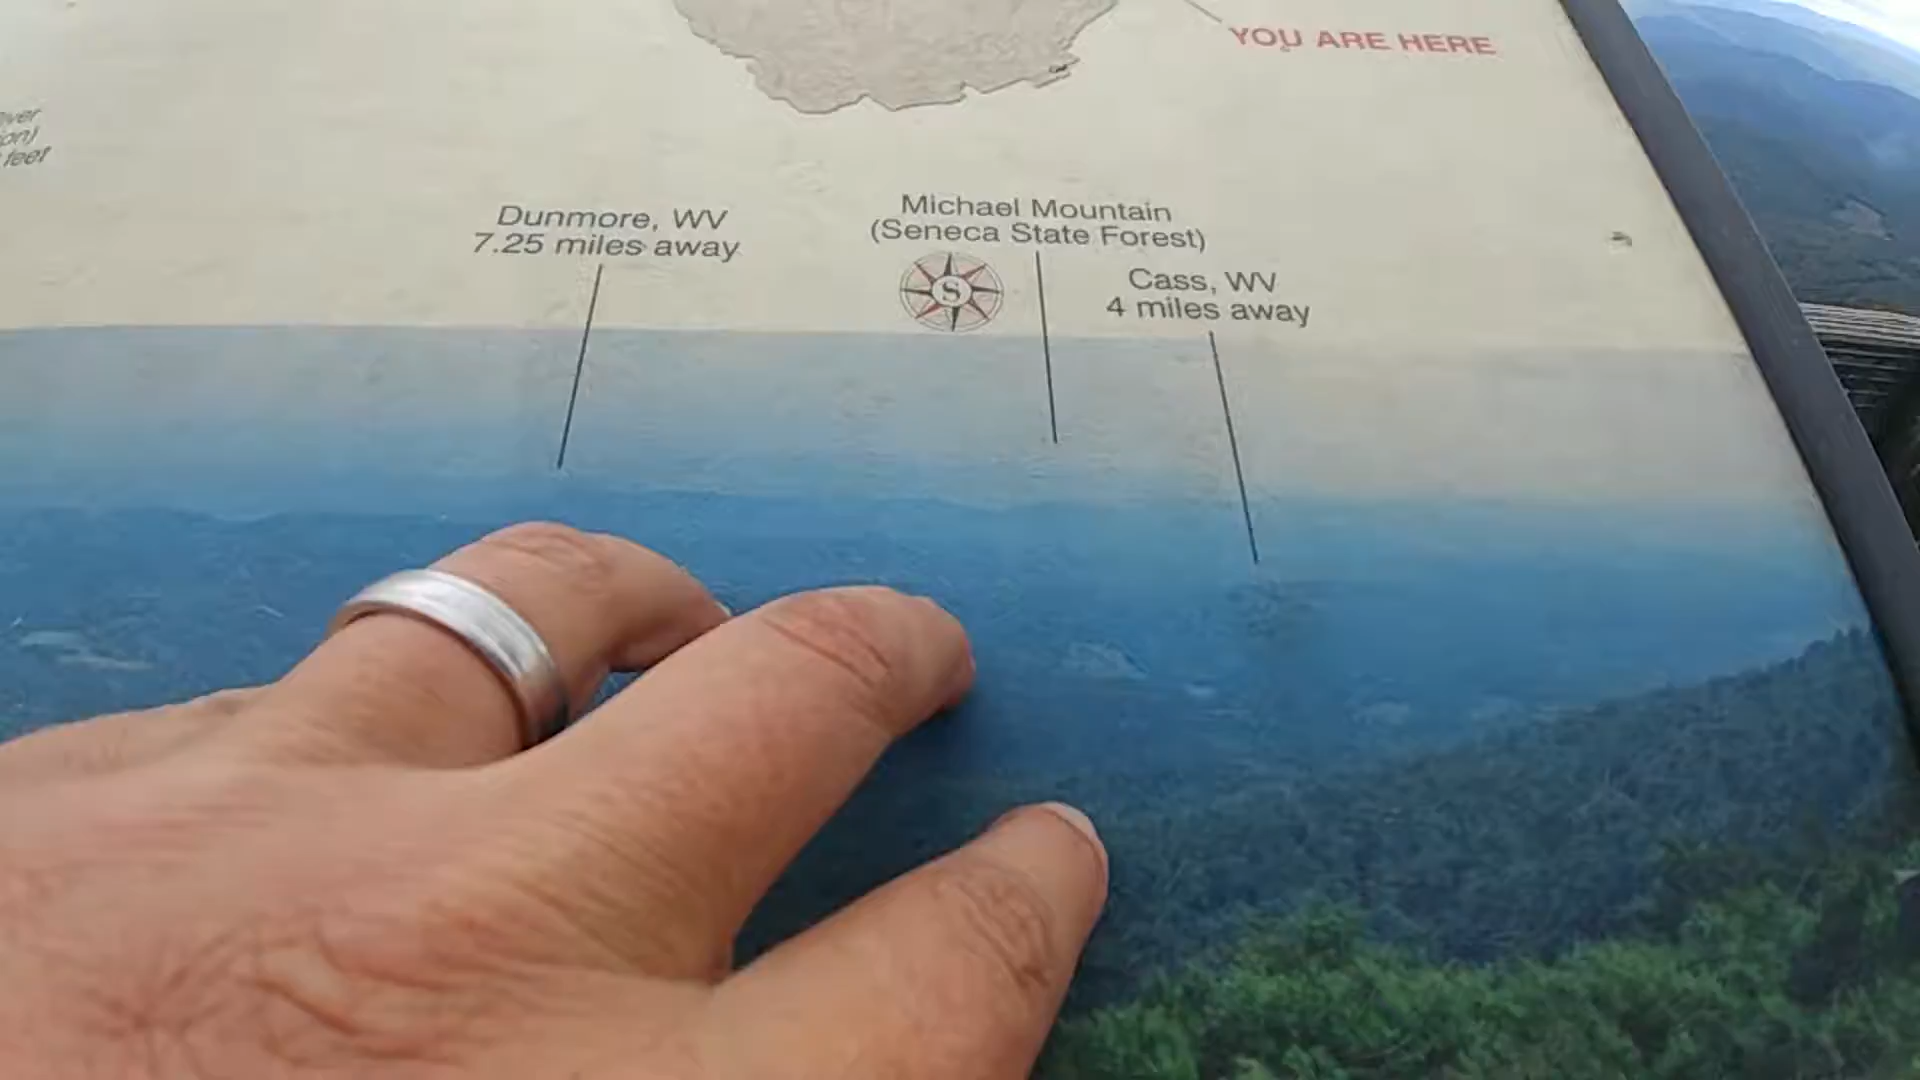 YOU ARE HERE
feet
Dunmore, WV
7.25 miles away
Michael Mountain
(Seneca State Forest)
S
Cass, WV
4 miles away